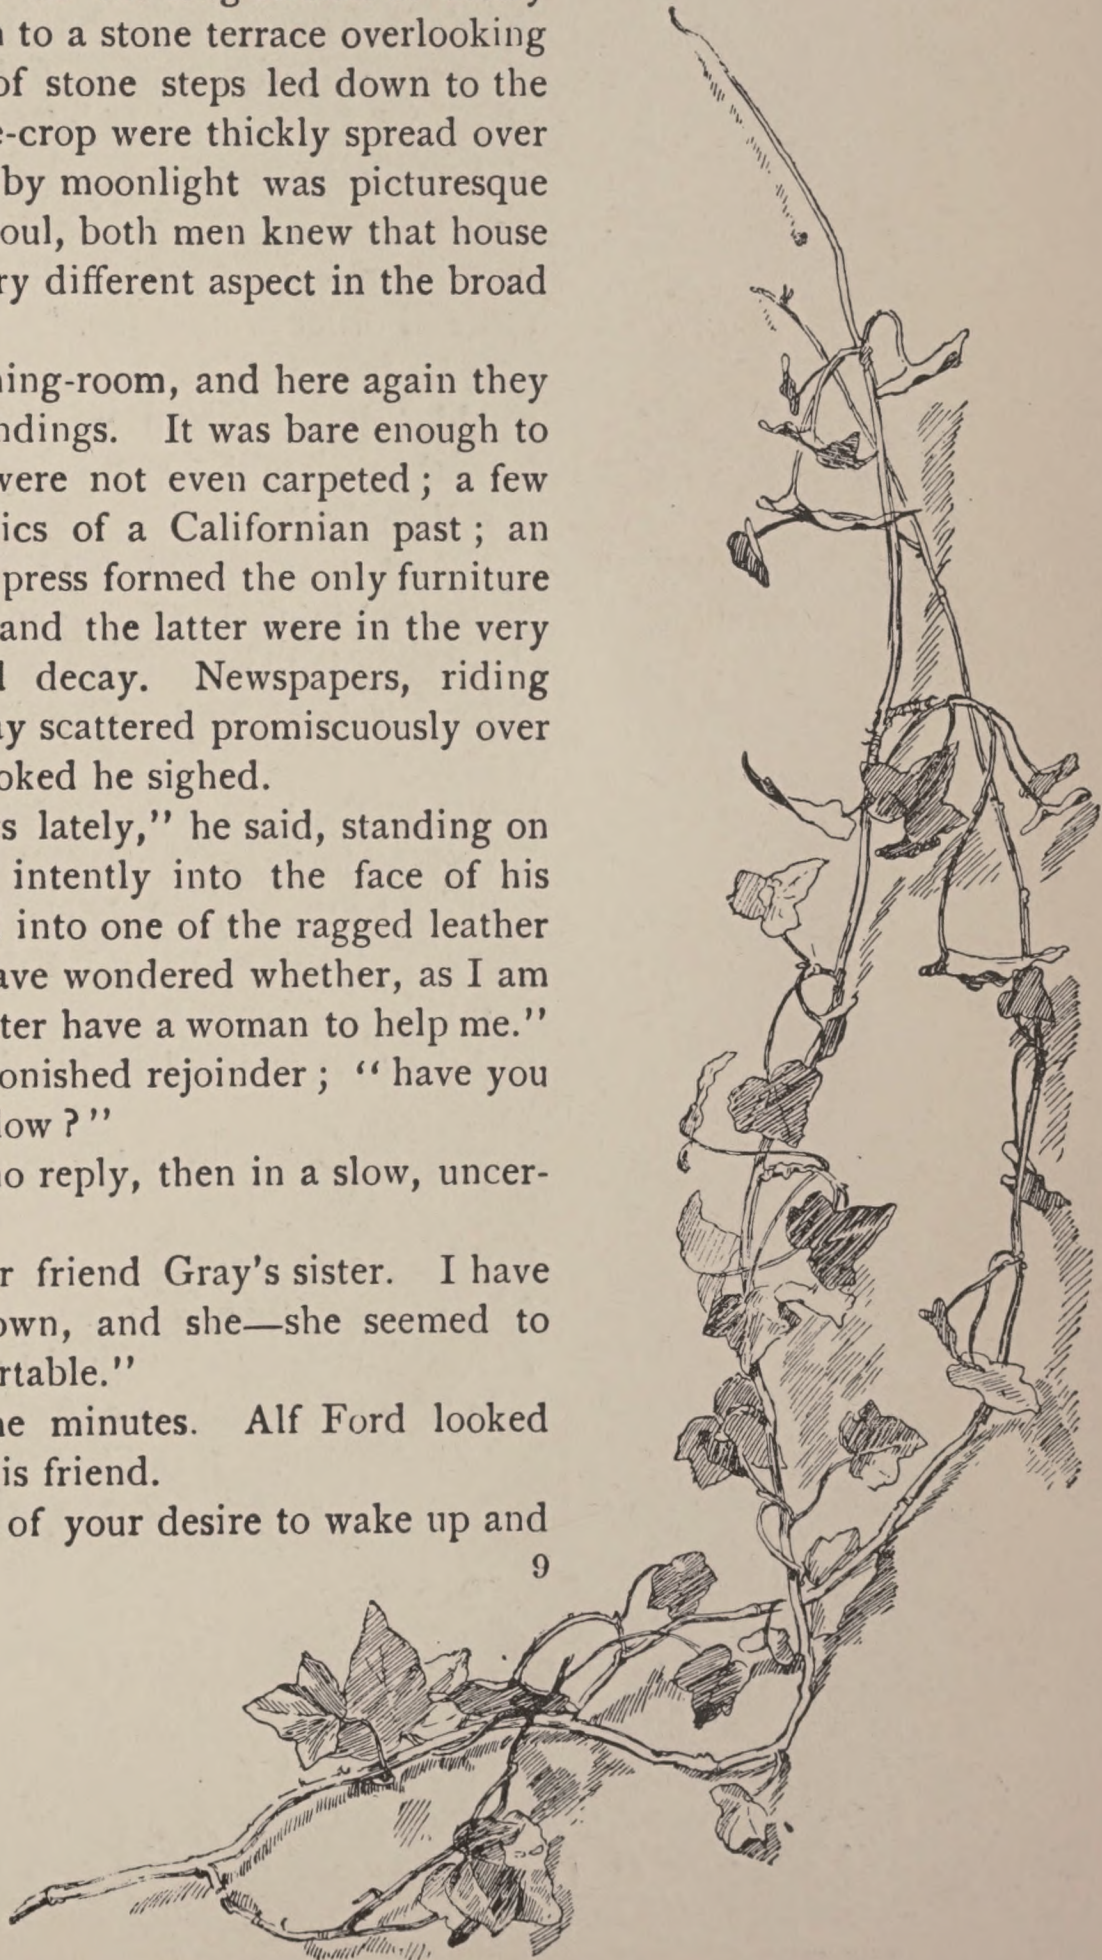 to a stone terrace overlooking
of stone steps led down to the
-crop were thickly spread over
by moonlight was picturesque
oul, both men knew that house
ry different aspect in the broad
ing-room, and here again they
ndings. It was bare enough to
were not even carpeted ; a few
ics of a Californian past ; an
press formed the only furniture
and the latter were in the very
decay. Newspapers, riding
ay scattered promiscuously over
oked he sighed.
s lately,” he said, standing on
intently into the face of his
into one of the ragged leather
ave wondered whether, as I am
ter have a woman to help me.”
onished rejoinder ; “ have you
low ? ”
o reply, then in a slow, uncer-
r friend Gray’s sister. I have
own, and she—she seemed to
rtable.”
ne minutes. Alf Ford looked
is friend.
of your desire to wake up and
9